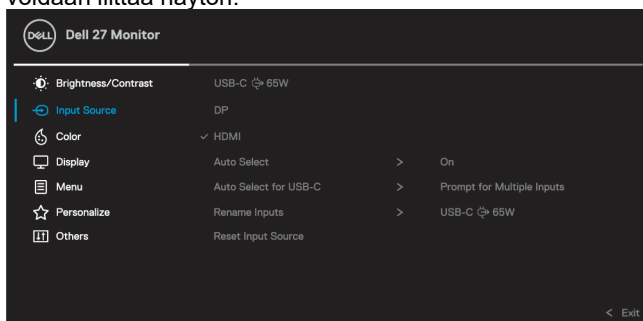 voidaan liittää näytön.
DELL Dell 27 Monitor
Brightness/Contrast USB-C 65W
Input Source DP
Color ✓ HDMI
Display Auto Select > On
Menu Auto Select for USB-C > Prompt for Multiple Inputs
Personalize Rename Inputs > USB-C 65W
Others Reset Input Source
< Exit